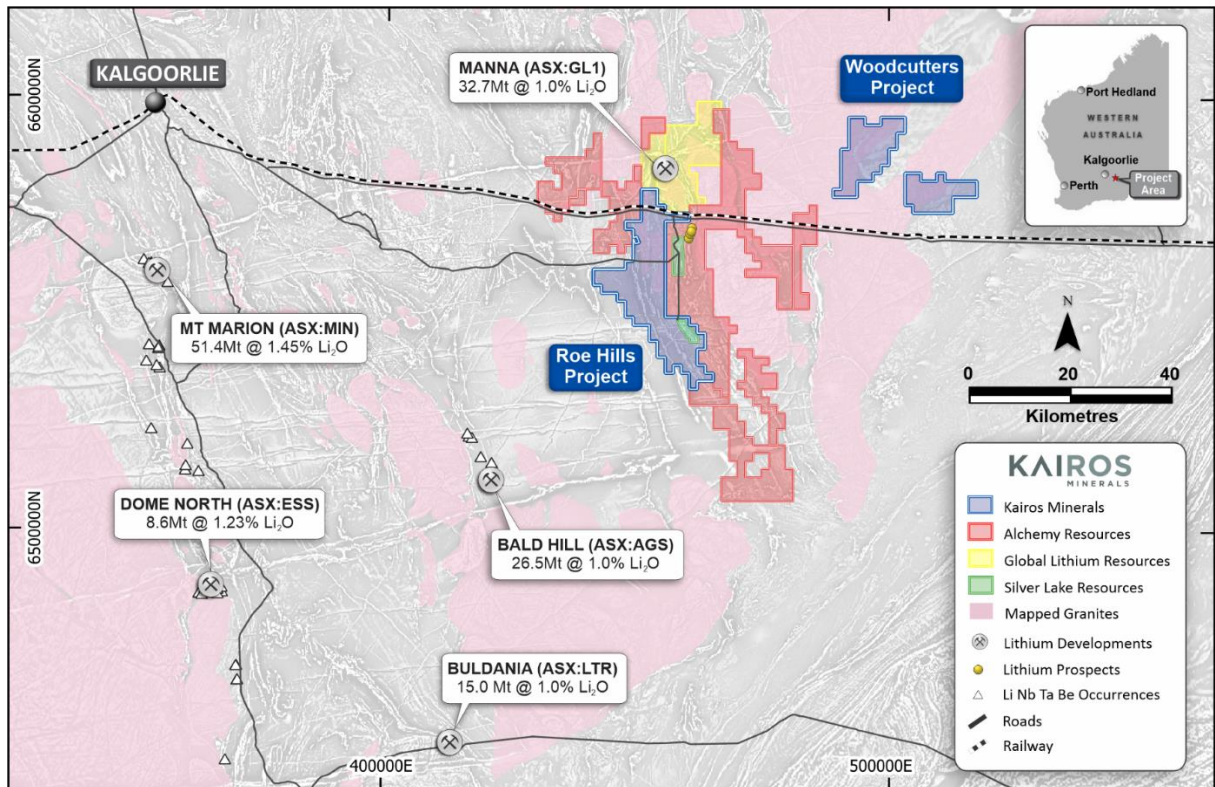 KALGOORLIE
MANNA (ASX:GL1)
32.7Mt @ 1.0% Li₂O
Woodcutters
Project
Port Hedland
WESTERN
AUSTRALIA
Kalgoorlie
Perth
Project
Area
6600000N
MT MARION (ASX:MIN)
51.4Mt @ 1.45% Li₂O
Roe Hills
Project
N
0 20 40
Kilometres
DOME NORTH (ASX:ESS)
8.6Mt @ 1.23% Li₂O
BALD HILL (ASX:AGS)
26.5Mt @ 1.0% Li₂O
6500000N
BULDANIA (ASX:LTR)
15.0 Mt @ 1.0% Li₂O
400000E
500000E
KAIROS
MINERALS
Kairos Minerals
Alchemy Resources
Global Lithium Resources
Silver Lake Resources
Mapped Granites
Lithium Developments
Lithium Prospects
Li Nb Ta Be Occurrences
Roads
Railway